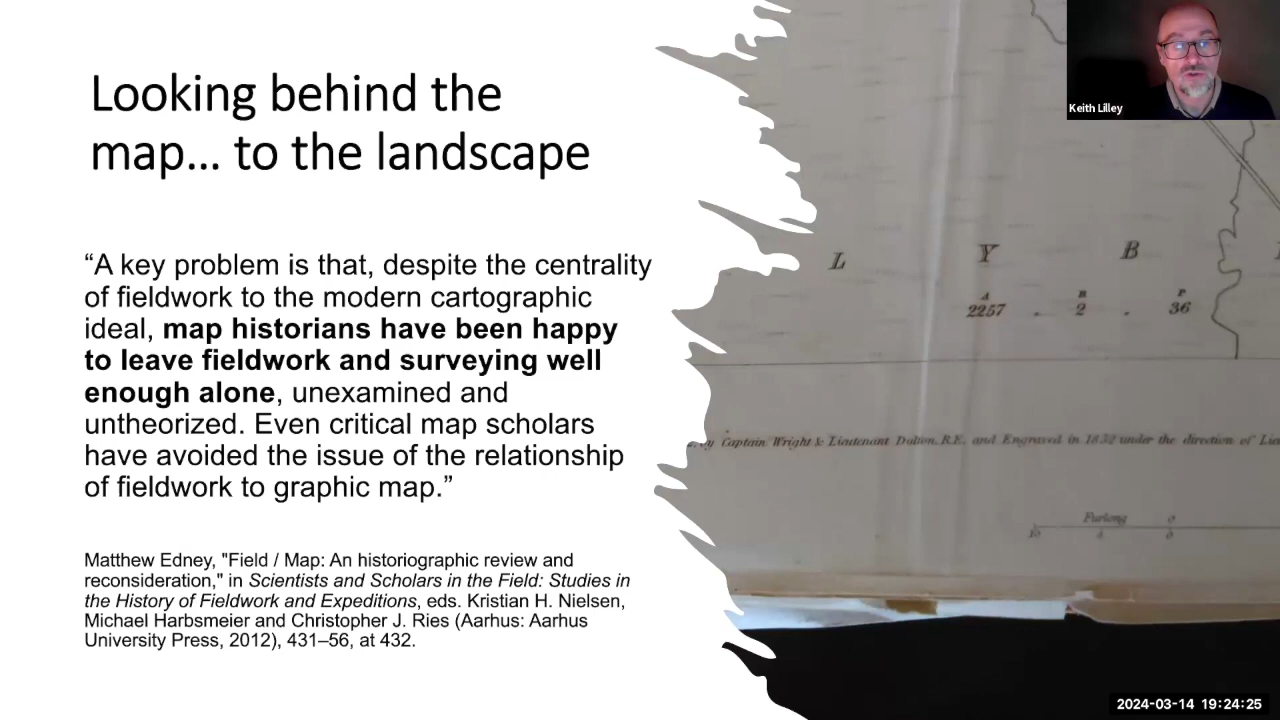 Looking behind the
map... to the landscape
“A key problem is that, despite the centrality
of fieldwork to the modern cartographic
ideal, map historians have been happy
to leave fieldwork and surveying well
enough alone, unexamined and
untheorized. Even critical map scholars
have avoided the issue of the relationship
of fieldwork to graphic map.”
Matthew Edney, "Field / Map: An historiographic review and
reconsideration," in Scientists and Scholars in the Field: Studies in
the History of Fieldwork and Expeditions, eds. Kristian H. Nielsen,
Michael Harbsmeier and Christopher J. Ries (Aarhus: Aarhus
University Press, 2012), 431–56, at 432.
Keith Lilley
L Y B
A R P
2257 . 2 . 36
by Captain Wright & Lieutenant Dalton, R.E. and Engraved in 1832 under the direction of
Furlong 0
10 0
2024-03-14 19:24:25